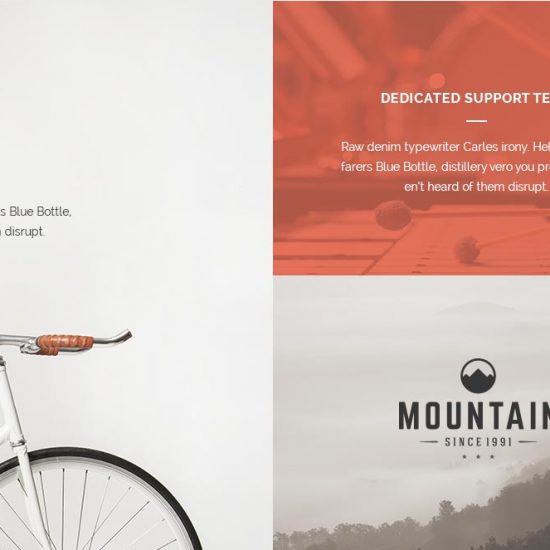 s Blue Bottle,
disrupt.
DEDICATED SUPPORT TE
Raw denim typewriter Carles irony. Hel
farers Blue Bottle, distillery vero you pr
en't heard of them disrupt.
MOUNTAIN
SINCE 1991